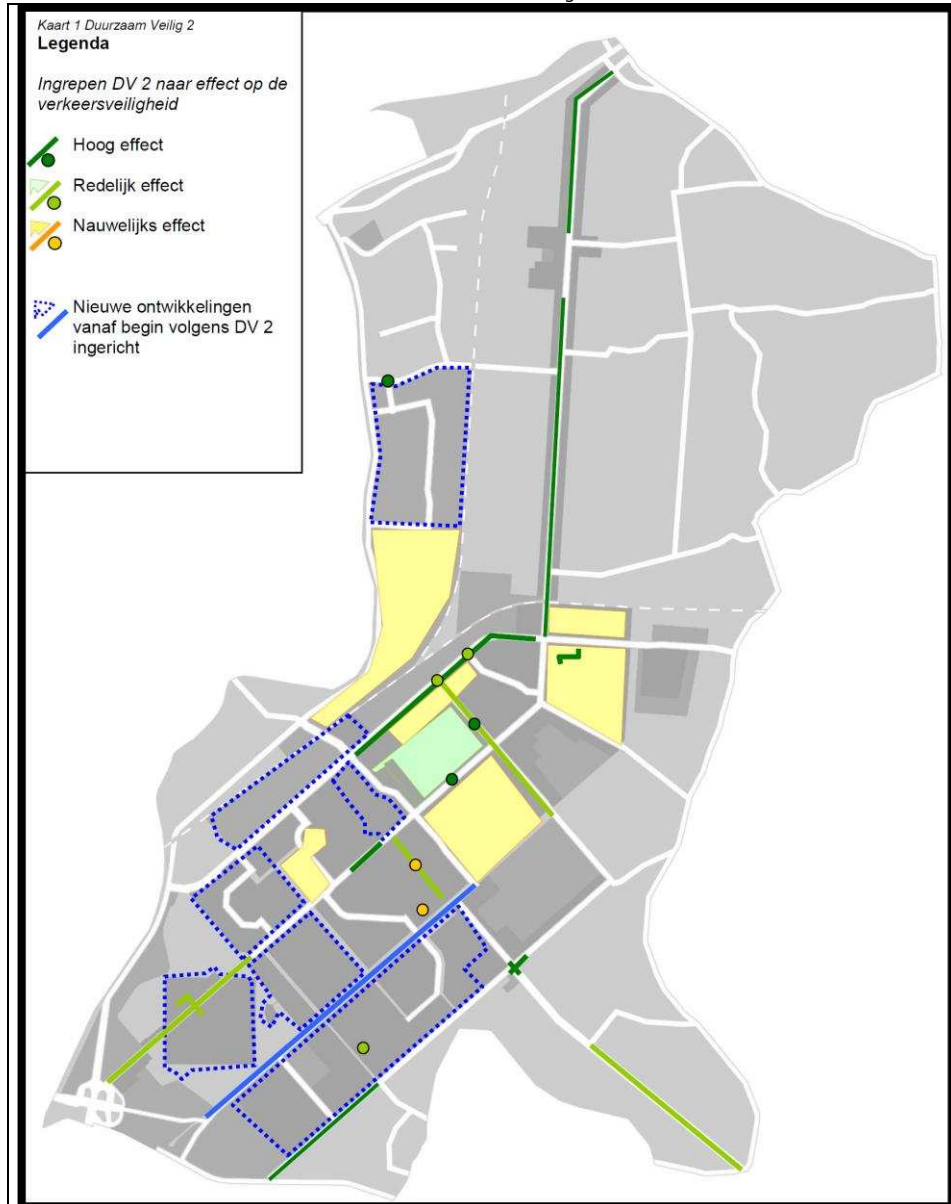 Kaart 1 Duurzaam Veilig 2
Legenda
Ingrepen DV 2 naar effect op de
verkeersveiligheid
Hoog effect
Redelijk effect
Nauwelijks effect
Nieuwe ontwikkelingen
vanaf begin volgens DV 2
ingericht